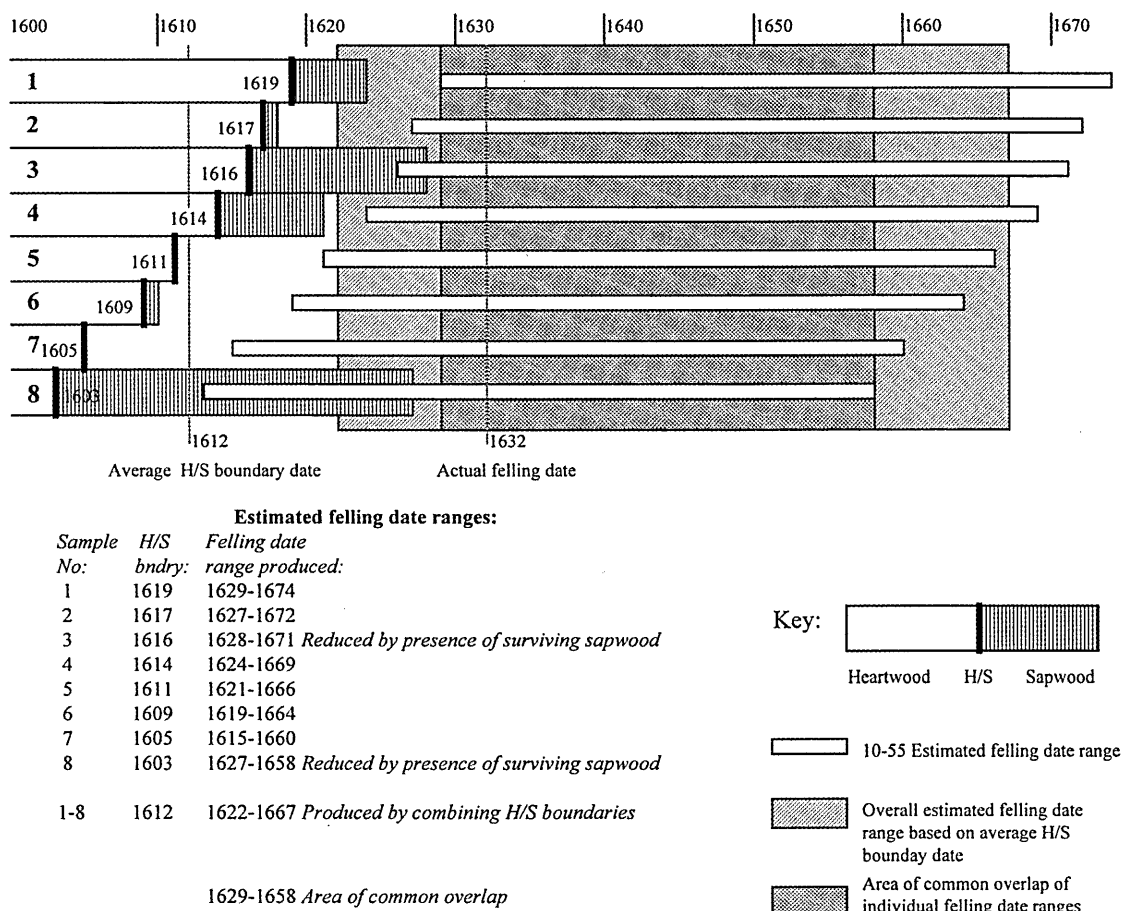 1600 1610 1620 1630 1640 1650 1660 1670
1 1619
2 1617
3 1616
4 1614
5 1611
6 1609
7 1605
8 1603
1612 1632
Average H/S boundary date Actual felling date
Estimated felling date ranges:
Sample H/S Felling date
No: bndry: range produced:
1 1619 1629-1674
2 1617 1627-1672
3 1616 1628-1671 Reduced by presence of surviving sapwood
4 1614 1624-1669
5 1611 1621-1666
6 1609 1619-1664
7 1605 1615-1660
8 1603 1627-1658 Reduced by presence of surviving sapwood
1-8 1612 1622-1667 Produced by combining H/S boundaries
1629-1658 Area of common overlap
Key:
Heartwood H/S Sapwood
10-55 Estimated felling date range
Overall estimated felling date
range based on average H/S
bounday date
Area of common overlap of
individual felling date ranges